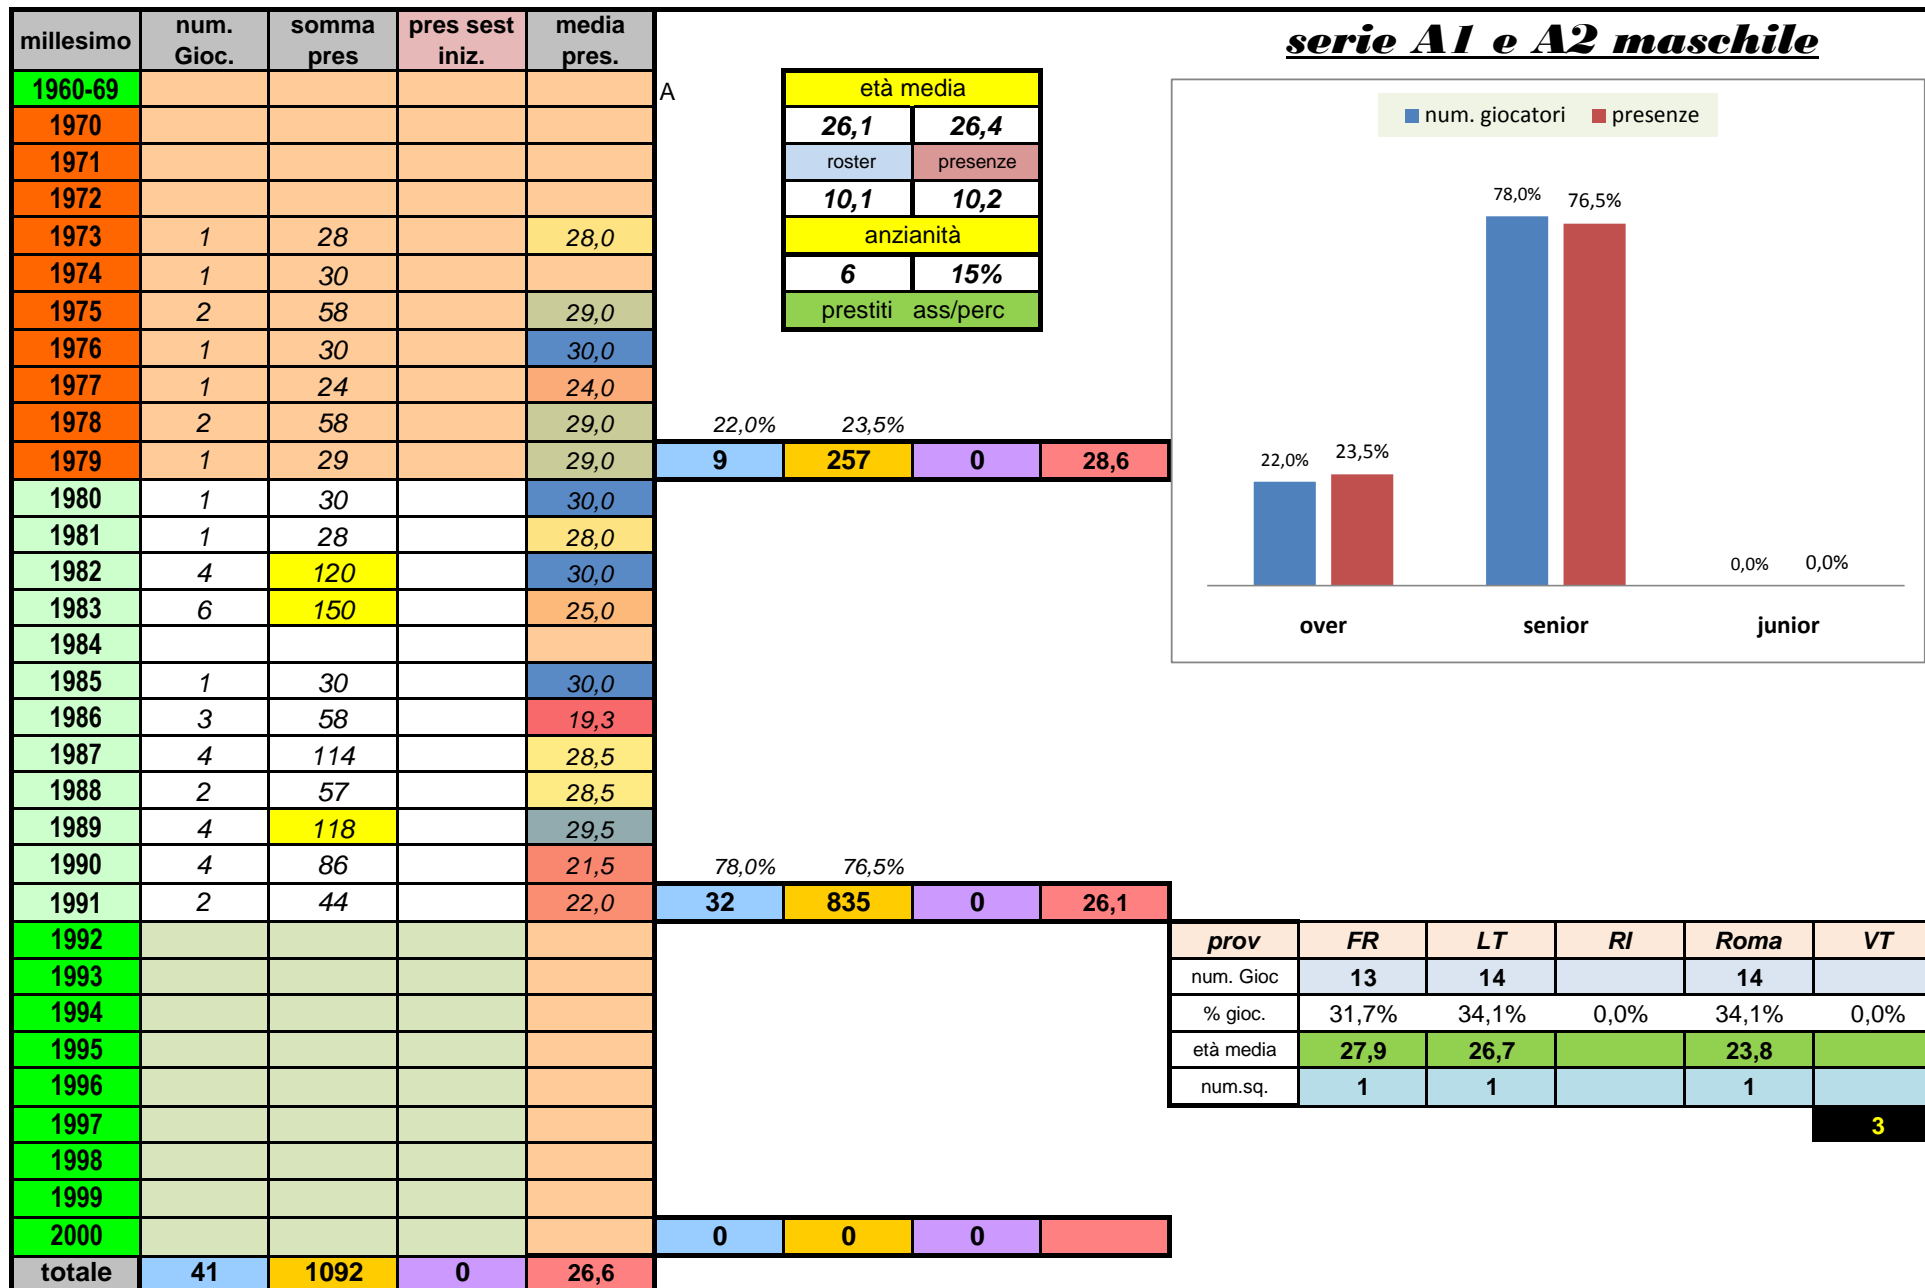 serie A1 e A2 maschile
millesimo num. Gioc. somma pres pres sest iniz. media pres.
1960-69 A
1970
1971
1972
1973 1 28 28,0
1974 1 30
1975 2 58 29,0
1976 1 30 30,0
1977 1 24 24,0
1978 2 58 29,0 22,0% 23,5%
1979 1 29 29,0 9 257 0 28,6
1980 1 30 30,0
1981 1 28 28,0
1982 4 120 30,0
1983 6 150 25,0
1984
1985 1 30 30,0
1986 3 58 19,3
1987 4 114 28,5
1988 2 57 28,5
1989 4 118 29,5
1990 4 86 21,5 78,0% 76,5%
1991 2 44 22,0 32 835 0 26,1
1992
1993
1994
1995
1996
1997
1998
1999
2000 0 0 0
totale 41 1092 0 26,6
età media
26,1 26,4
roster presenze
10,1 10,2
anzianità
6 15%
prestiti ass/perc
num. giocatori presenze
78,0% 76,5%
22,0% 23,5%
0,0% 0,0%
over senior junior
prov FR LT RI Roma VT
num. Gioc 13 14 14
% gioc. 31,7% 34,1% 0,0% 34,1% 0,0%
età media 27,9 26,7 23,8
num.sq. 1 1 1
3